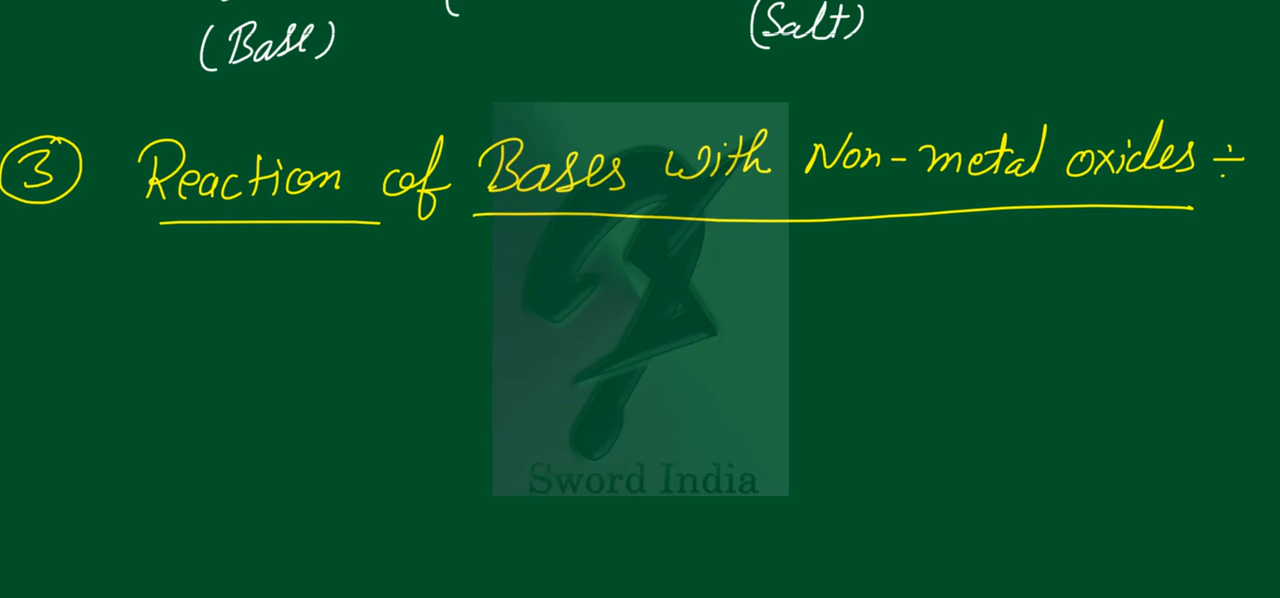 (Base) (Salt)
③ Reaction of Bases with Non-metal oxides ÷
Sword India